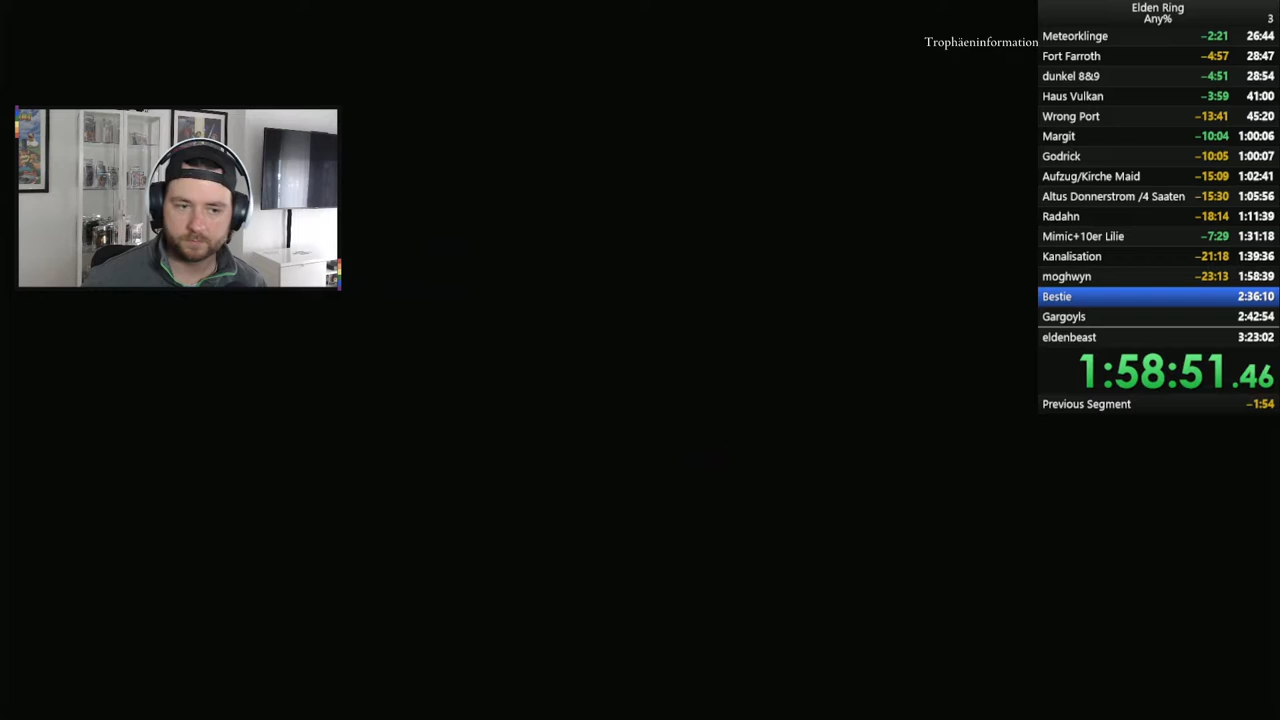 Elden Ring
Any% 3
Trophäeninformation
Meteorklinge -2:21 26:44
Fort Farroth -4:57 28:47
dunkel 8&9 -4:51 28:54
Haus Vulkan -3:59 41:00
Wrong Port -13:41 45:20
Margit -10:04 1:00:06
Godrick -10:05 1:00:07
Aufzug/Kirche Maid -15:09 1:02:41
Altus Donnerstrom /4 Saaten -15:30 1:05:56
Radahn -18:14 1:11:39
Mimic+10er Lilie -7:29 1:31:18
Kanalisation -21:18 1:39:36
moghwyn -23:13 1:58:39
Bestie 2:36:10
Gargoyls 2:42:54
eldenbeast 3:23:02
1:58:51.46
Previous Segment -1:54